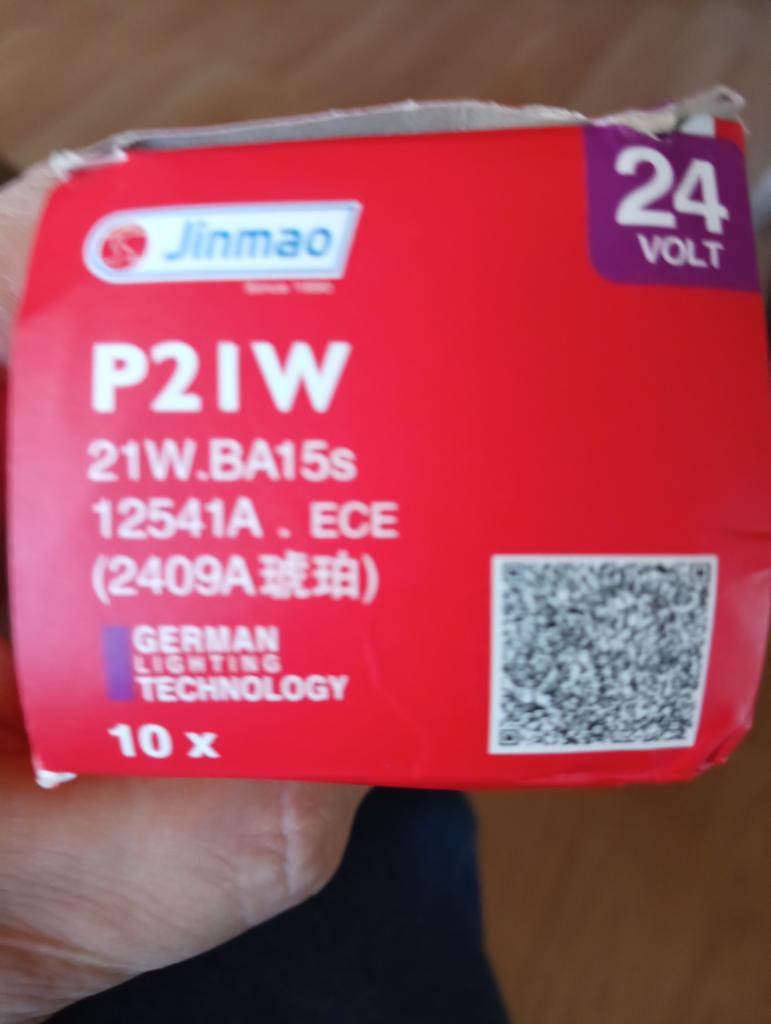 24
VOLT
Jinmao
P21W
21W.BA15s
12541A . ECE
(2409A琥珀)
GERMAN
LIGHTING
TECHNOLOGY
10 x